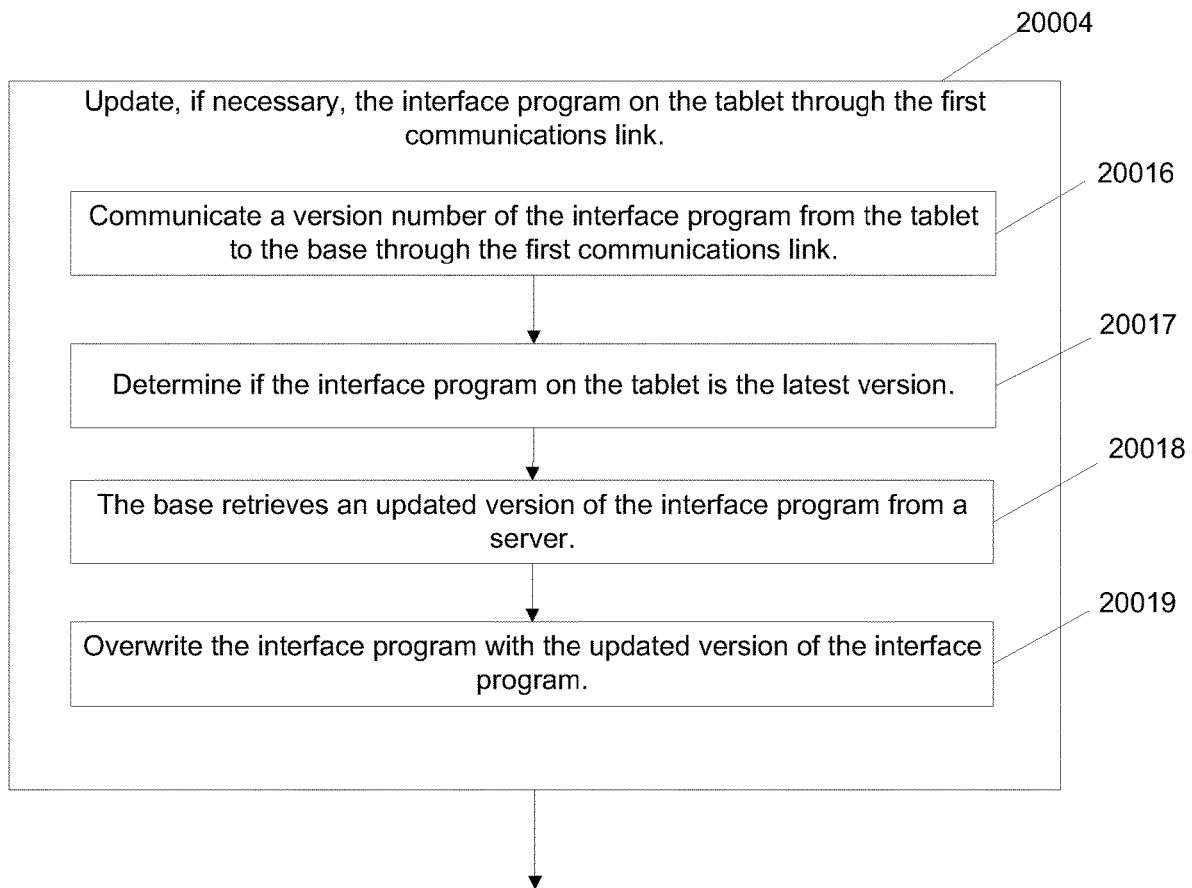 20004
Update, if necessary, the interface program on the tablet through the first
communications link.
20016
Communicate a version number of the interface program from the tablet
to the base through the first communications link.
20017
Determine if the interface program on the tablet is the latest version.
20018
The base retrieves an updated version of the interface program from a
server.
20019
Overwrite the interface program with the updated version of the interface
program.